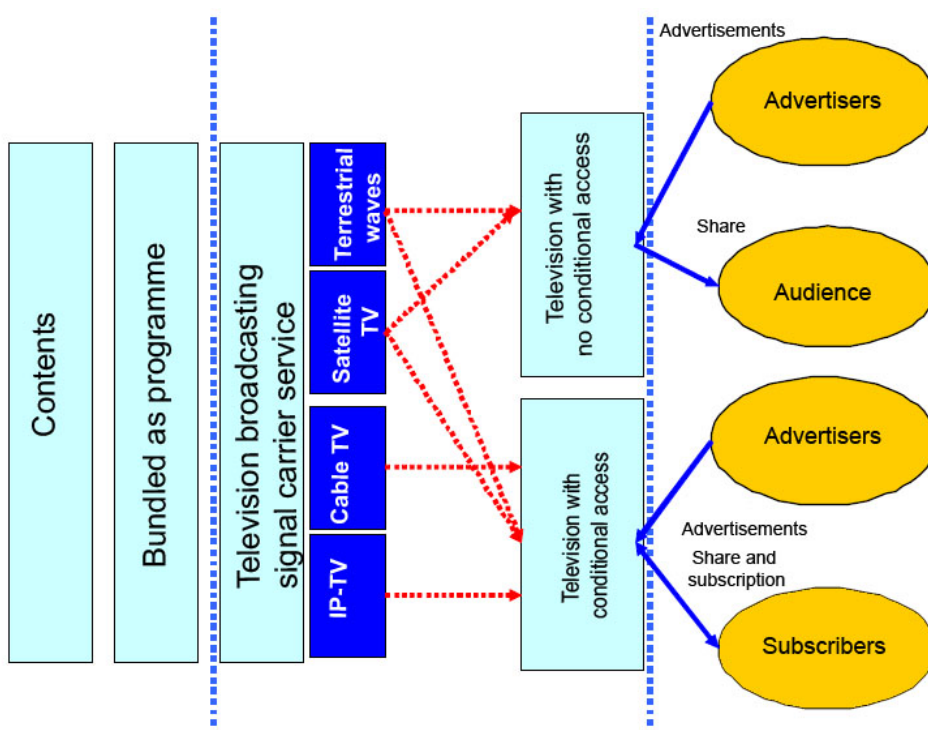 Contents
Bundled as programme
Television broadcasting
signal carrier service
Terrestrial
waves
Satellite
TV
Cable TV
IP-TV
Television with
no conditional access
Television with
conditional access
Advertisements
Advertisers
Share
Audience
Advertisers
Advertisements
Share and
subscription
Subscribers